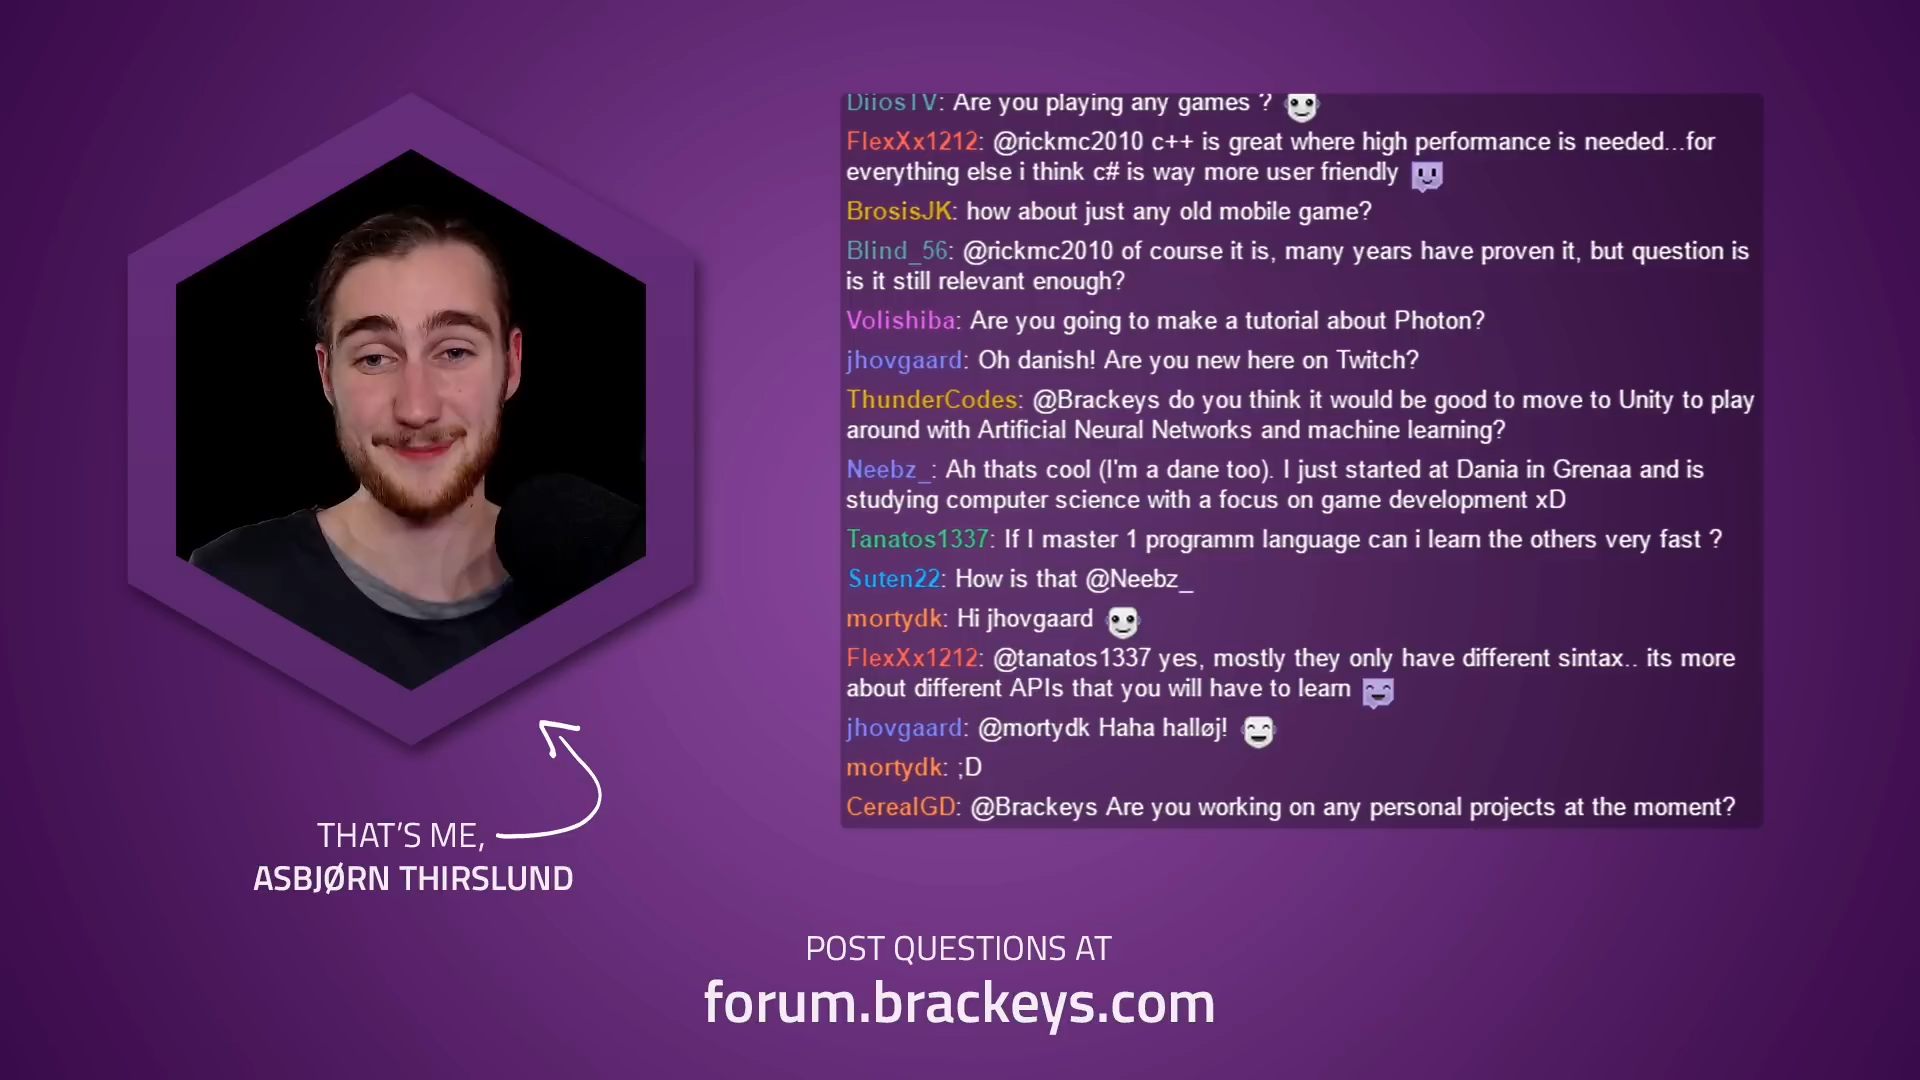 DiiosTV: Are you playing any games ?
FlexXx1212: @rickmc2010 c++ is great where high performance is needed...for
everything else i think c# is way more user friendly
BrosisJK: how about just any old mobile game?
Blind_56: @rickmc2010 of course it is, many years have proven it, but question is
is it still relevant enough?
Volishiba: Are you going to make a tutorial about Photon?
jhovgaard: Oh danish! Are you new here on Twitch?
ThunderCodes: @Brackeys do you think it would be good to move to Unity to play
around with Artificial Neural Networks and machine learning?
Neebz_: Ah thats cool (I'm a dane too). I just started at Dania in Grenaa and is
studying computer science with a focus on game development xD
Tanatos1337: If I master 1 programm language can i learn the others very fast ?
Suten22: How is that @Neebz_
mortydk: Hi jhovgaard
FlexXx1212: @tanatos1337 yes, mostly they only have different sintax.. its more
about different APIs that you will have to learn
jhovgaard: @mortydk Haha halløj!
mortydk: ;D
CerealGD: @Brackeys Are you working on any personal projects at the moment?
THAT'S ME,
ASBJØRN THIRSLUND
POST QUESTIONS AT
forum.brackeys.com